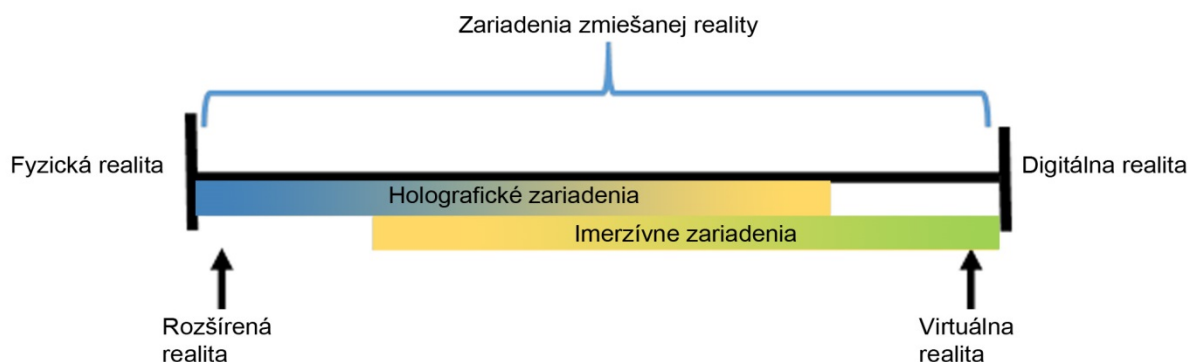 Zariadenia zmiešanej reality
Fyzická realita
Digitálna realita
Holografické zariadenia
Imerzívne zariadenia
Rozšírená
realita
Virtuálna
realita